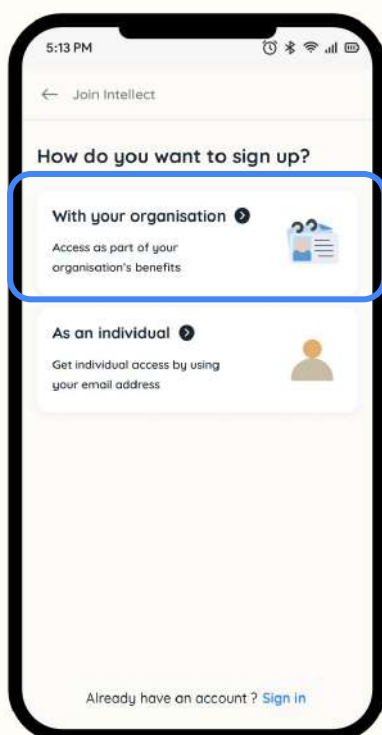 5:13 PM
Join Intellect
How do you want to sign up?
With your organisation
Access as part of your
organisation's benefits
As an individual
Get individual access by using
your email address
Already have an account ? Sign in